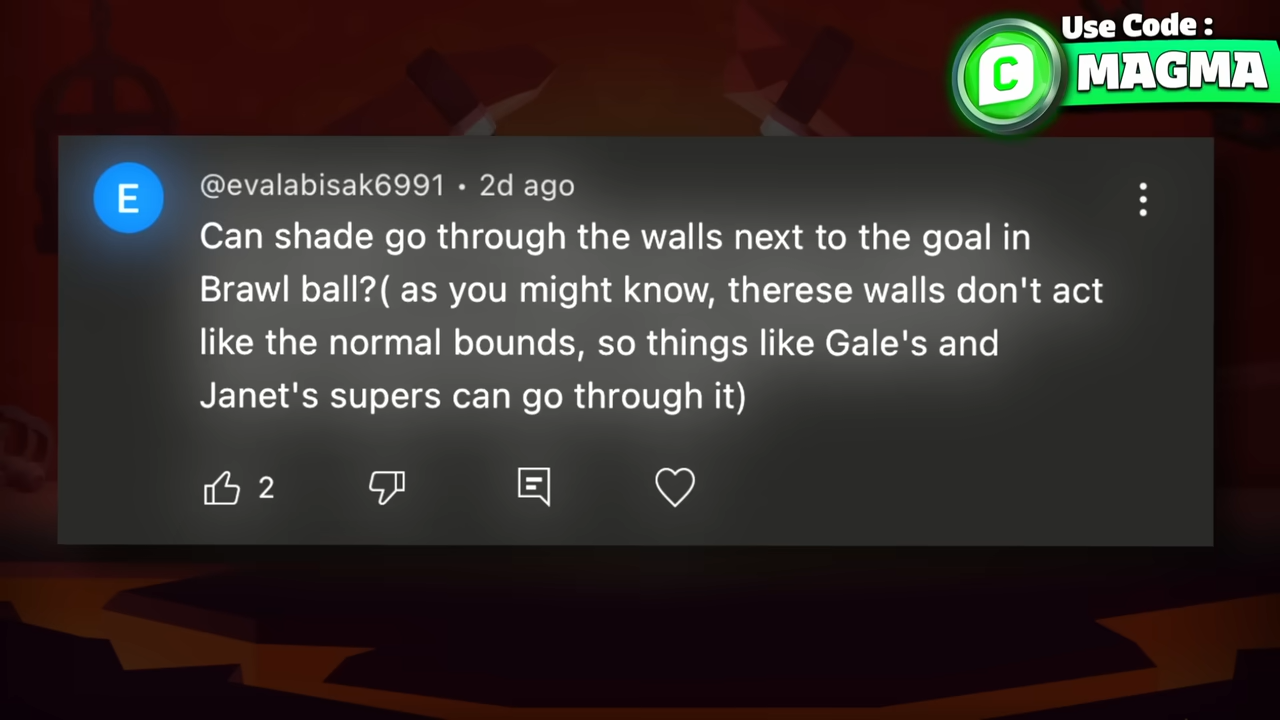 Use Code :
C MAGMA
E @evalabisak6991 • 2d ago
Can shade go through the walls next to the goal in
Brawl ball?( as you might know, therese walls don't act
like the normal bounds, so things like Gale's and
Janet's supers can go through it)
2